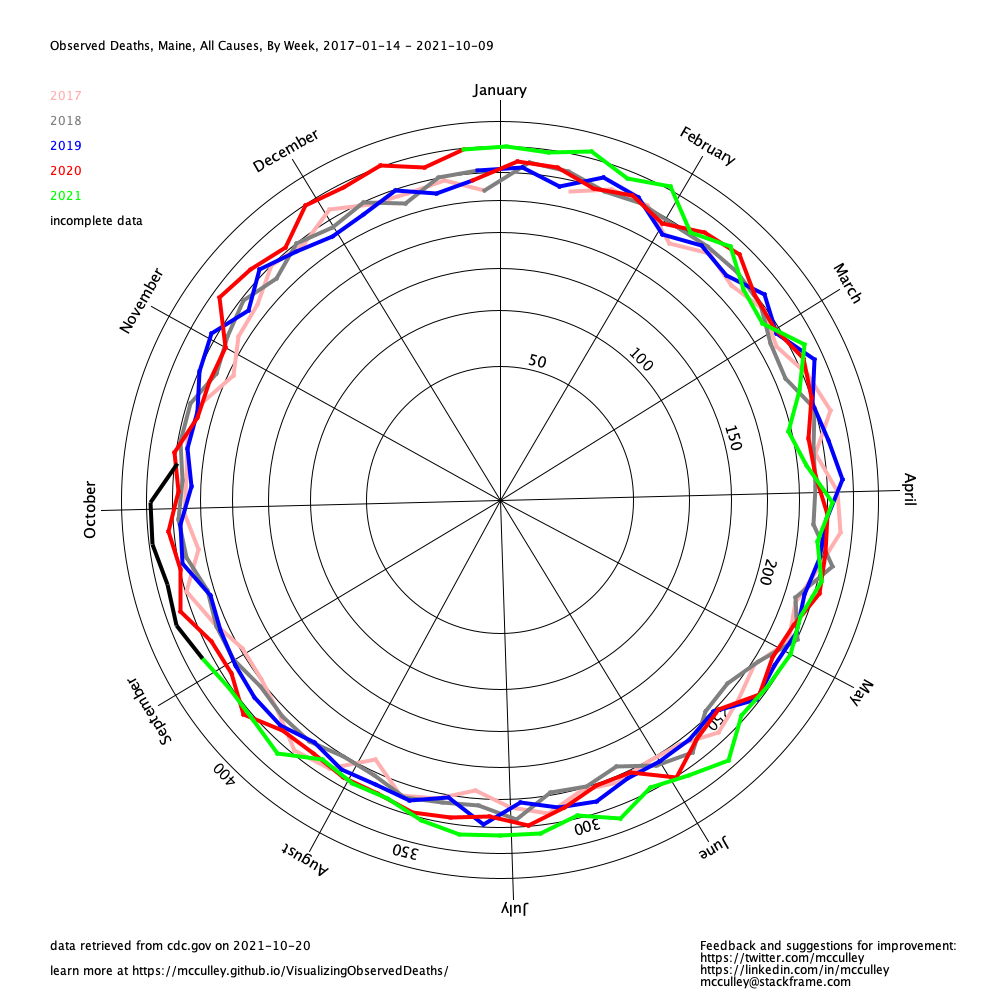 Observed Deaths, Maine, All Causes, By Week, 2017-01-14 - 2021-10-09
2017
2018
2019
2020
2021
incomplete data
January
February
March
April
May
June
July
August
September
October
November
December
50
100
150
200
250
300
350
400
data retrieved from cdc.gov on 2021-10-20
learn more at https://mcculley.github.io/VisualizingObservedDeaths/
Feedback and suggestions for improvement:
https://twitter.com/mcculley
https://linkedin.com/in/mcculley
mcculley@stackframe.com